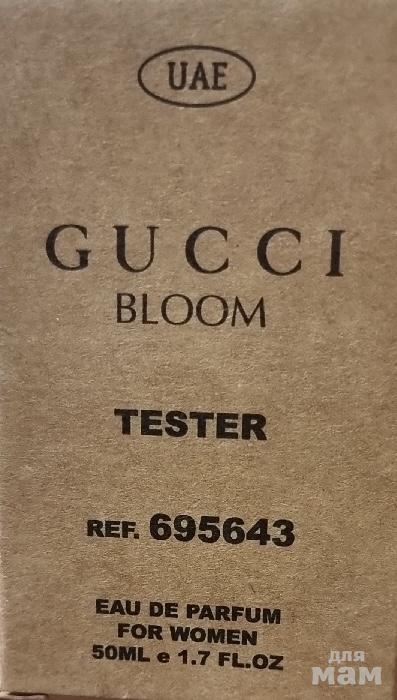 UAE
GUCCI
BLOOM
TESTER
REF. 695643
EAU DE PARFUM
FOR WOMEN
50ML e 1.7 FL.OZ
для
мам